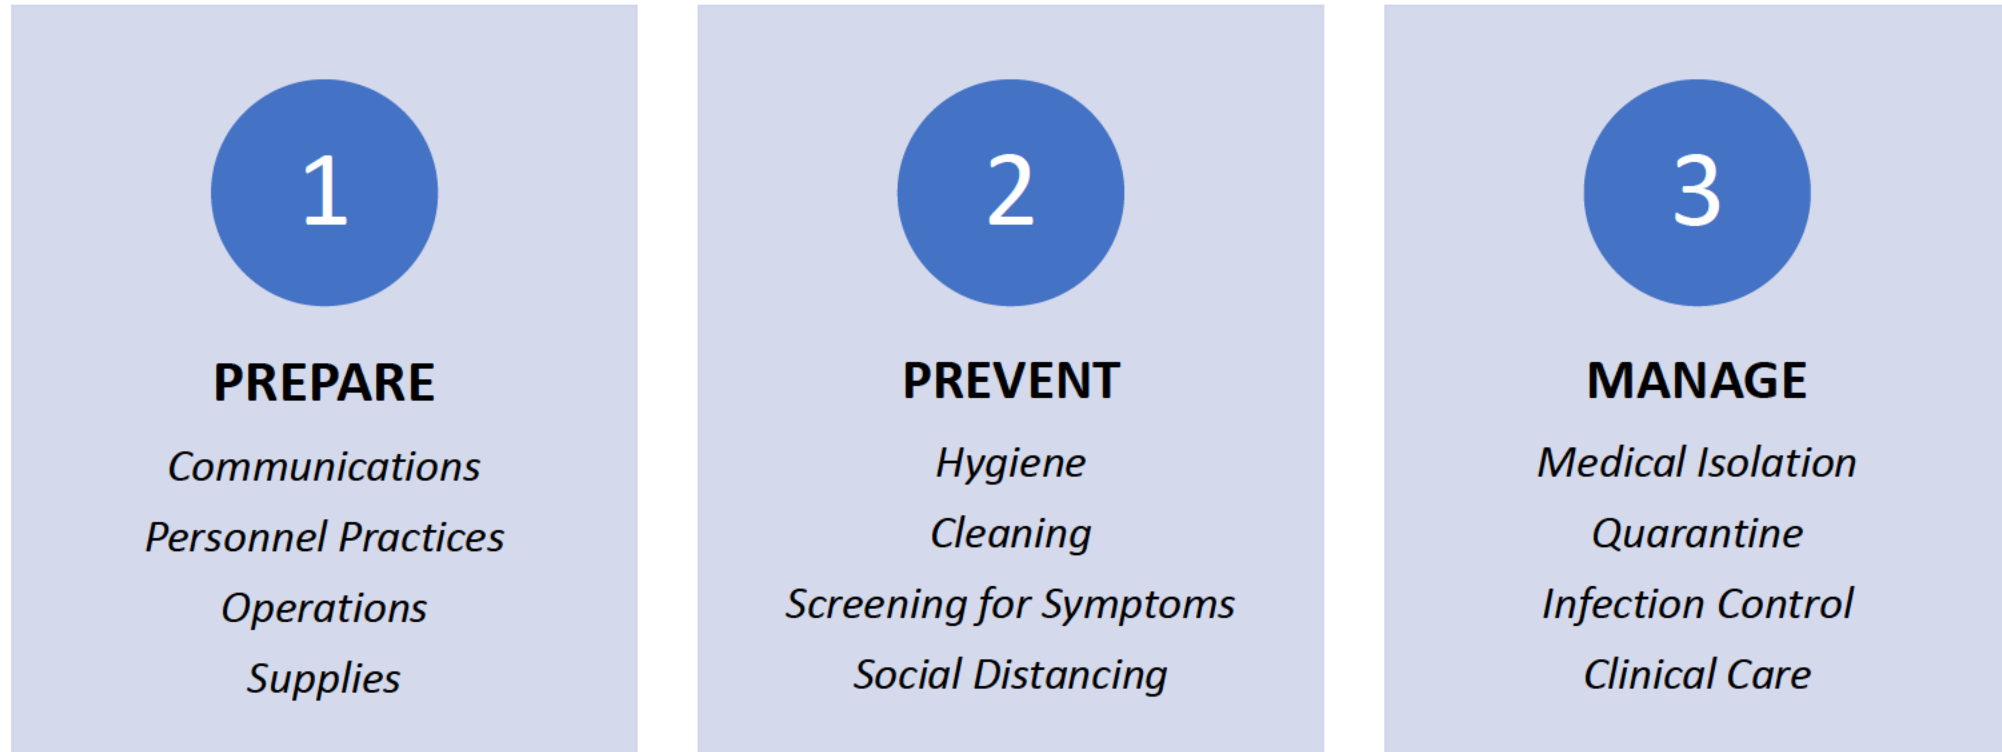 1
PREPARE
Communications
Personnel Practices
Operations
Supplies
2
PREVENT
Hygiene
Cleaning
Screening for Symptoms
Social Distancing
3
MANAGE
Medical Isolation
Quarantine
Infection Control
Clinical Care